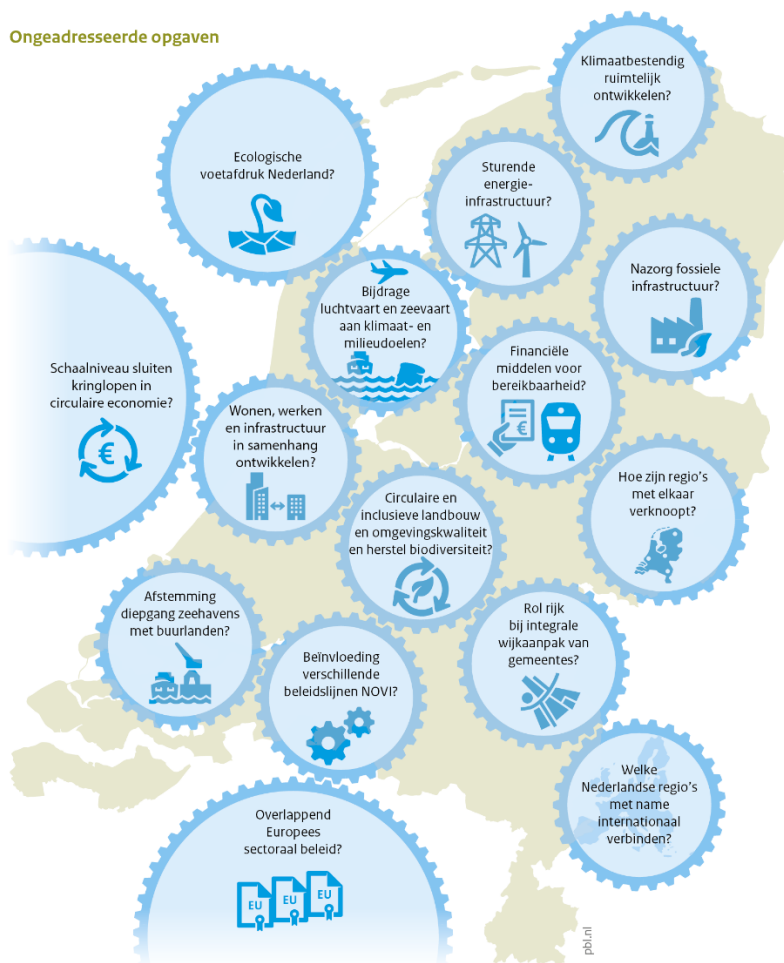 Ongeadresseerde opgaven
Klimaatbestendig
ruimtelijk
ontwikkelen?
Ecologische
voetafdruk Nederland?
Sturende
energie-
infrastructuur?
Nazorg fossiele
infrastructuur?
Bijdrage
luchtvaart en zeevaart
aan klimaat- en
milieudoelen?
Financiële
middelen voor
bereikbaarheid?
€
Schaalniveau sluiten
kringlopen in
circulaire economie?
€
Wonen, werken
en infrastructuur
in samenhang
ontwikkelen?
Hoe zijn regio's
met elkaar
verknoopt?
Circulaire en
inclusieve landbouw
en omgevingskwaliteit
en herstel biodiversiteit?
Afstemming
diepgang zeehavens
met buurlanden?
Rol rijk
bij integrale
wijkaanpak van
gemeentes?
Beïnvloeding
verschillende
beleidslijnen NOVI?
Welke
Nederlandse regio's
met name
internationaal
verbinden?
Overlappend
Europees
sectoraal beleid?
EU EU EU
pbl.nl